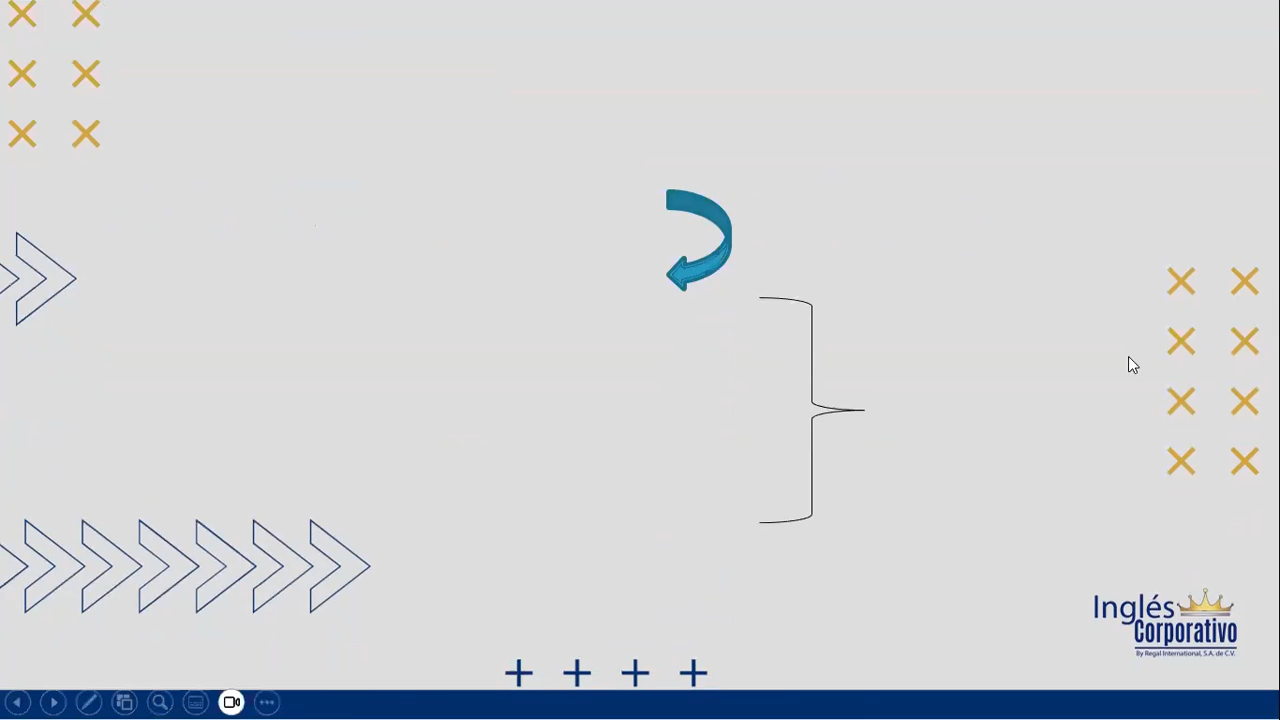 Inglés
Corporativo
By Regal International, S.A. de C.V.